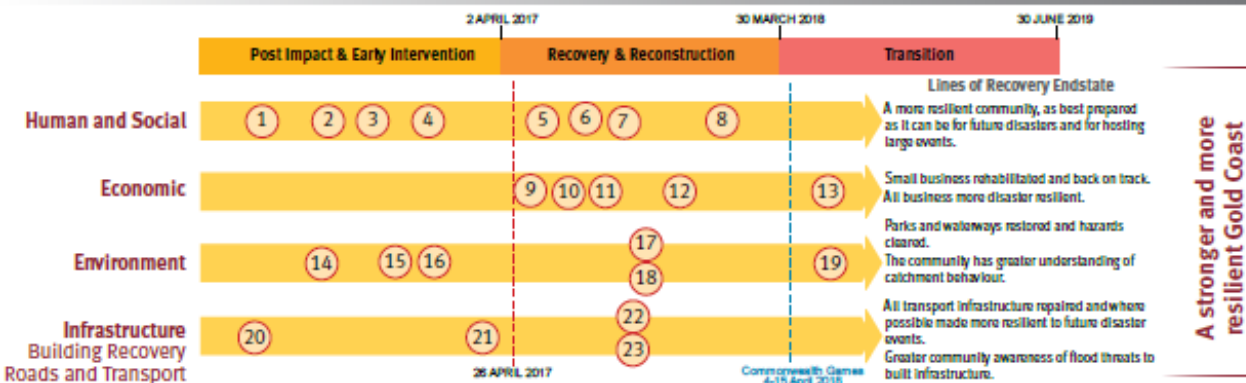 2 APRIL 2017
30 MARCH 2018
30 JUNE 2019
Post Impact & Early Intervention
Recovery & Reconstruction
Transition
Lines of Recovery Endstate
Human and Social
1 2 3 4 5 6 7 8
A more resilient community, as best prepared
as it can be for future disasters and for hosting
large events.
Economic
9 10 11 12 13
Small business rehabilitated and back on track.
All business more disaster resilient.
Environment
14 15 16 17 18 19
Parks and waterways restored and hazards
cleared.
The community has greater understanding of
catchment behaviour.
Infrastructure
Building Recovery
Roads and Transport
20 21 22 23
All transport infrastructure repaired and where
possible made more resilient to future disaster
events.
Greater community awareness of flood threats to
built infrastructure.
26 APRIL 2017
Commonwealth Games
4-15 April 2018
A stronger and more
resilient Gold Coast